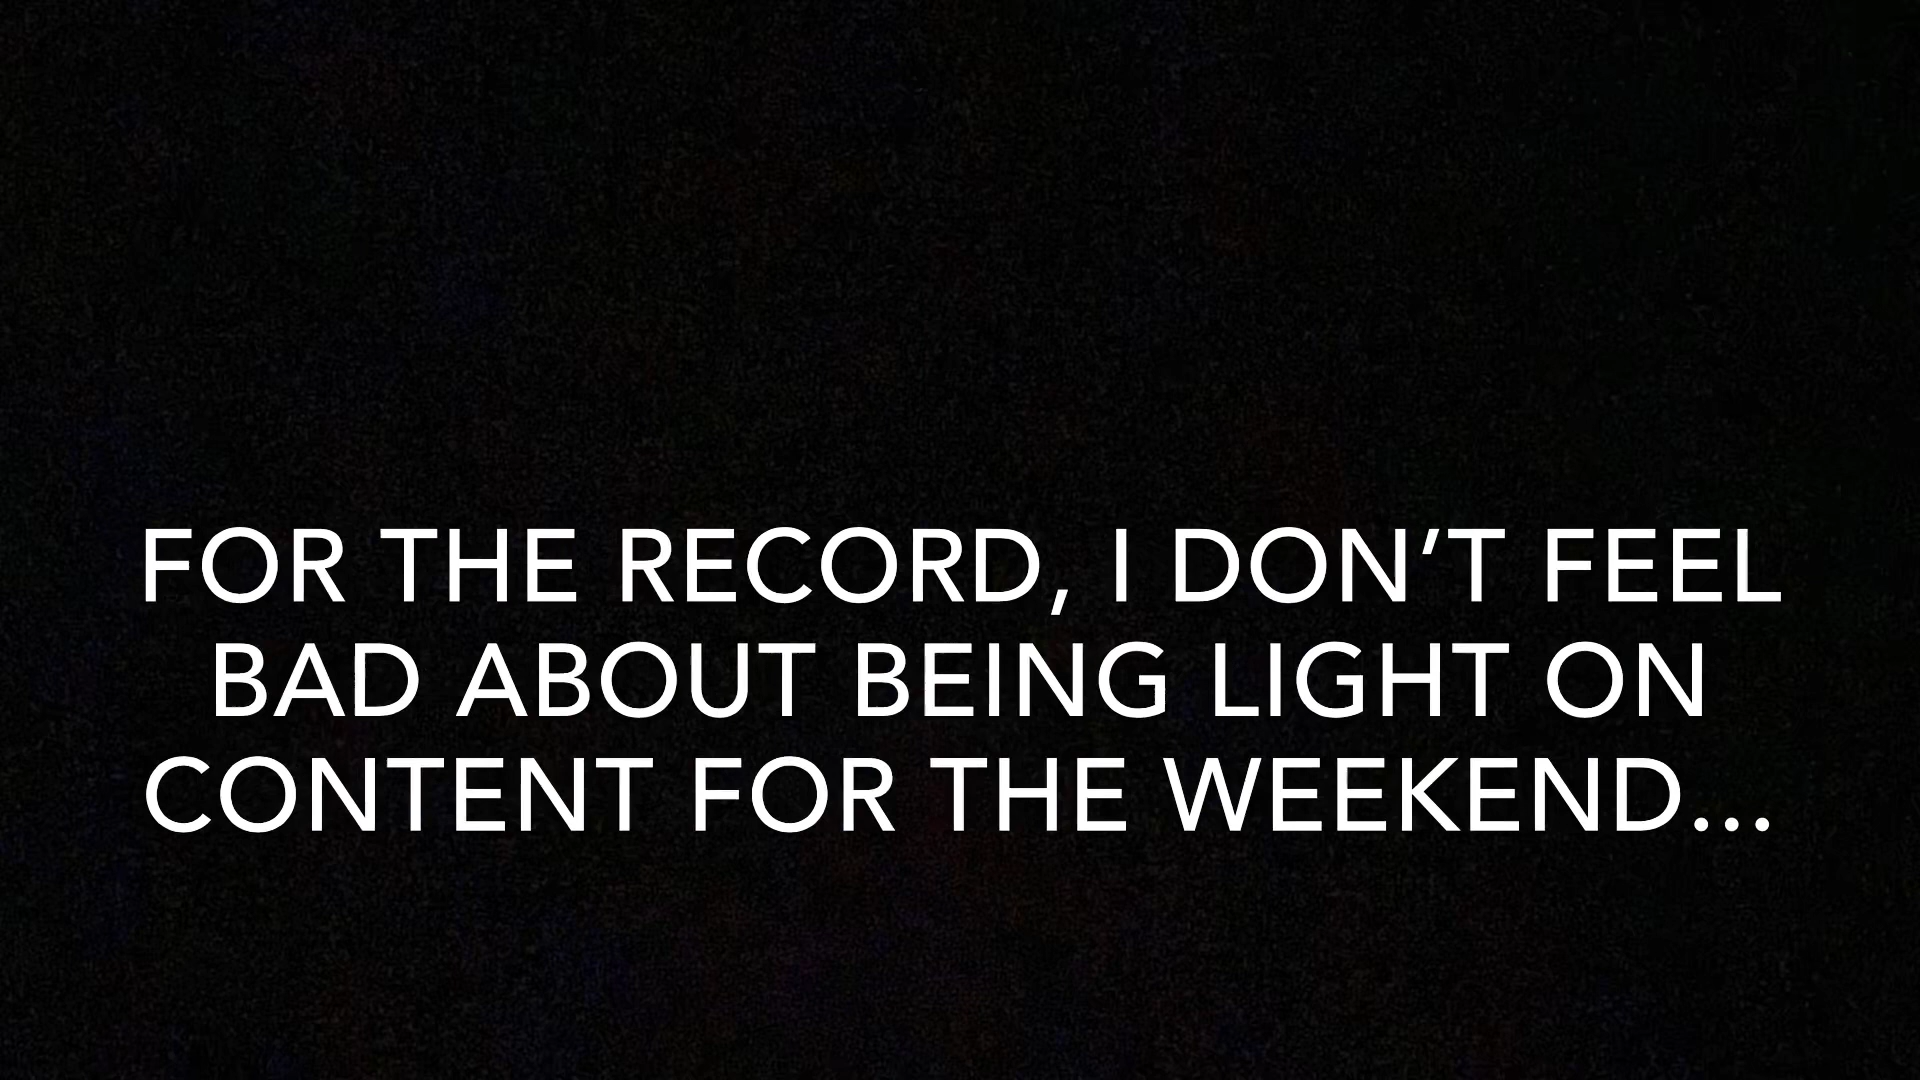 FOR THE RECORD, I DON’T FEEL
BAD ABOUT BEING LIGHT ON
CONTENT FOR THE WEEKEND…